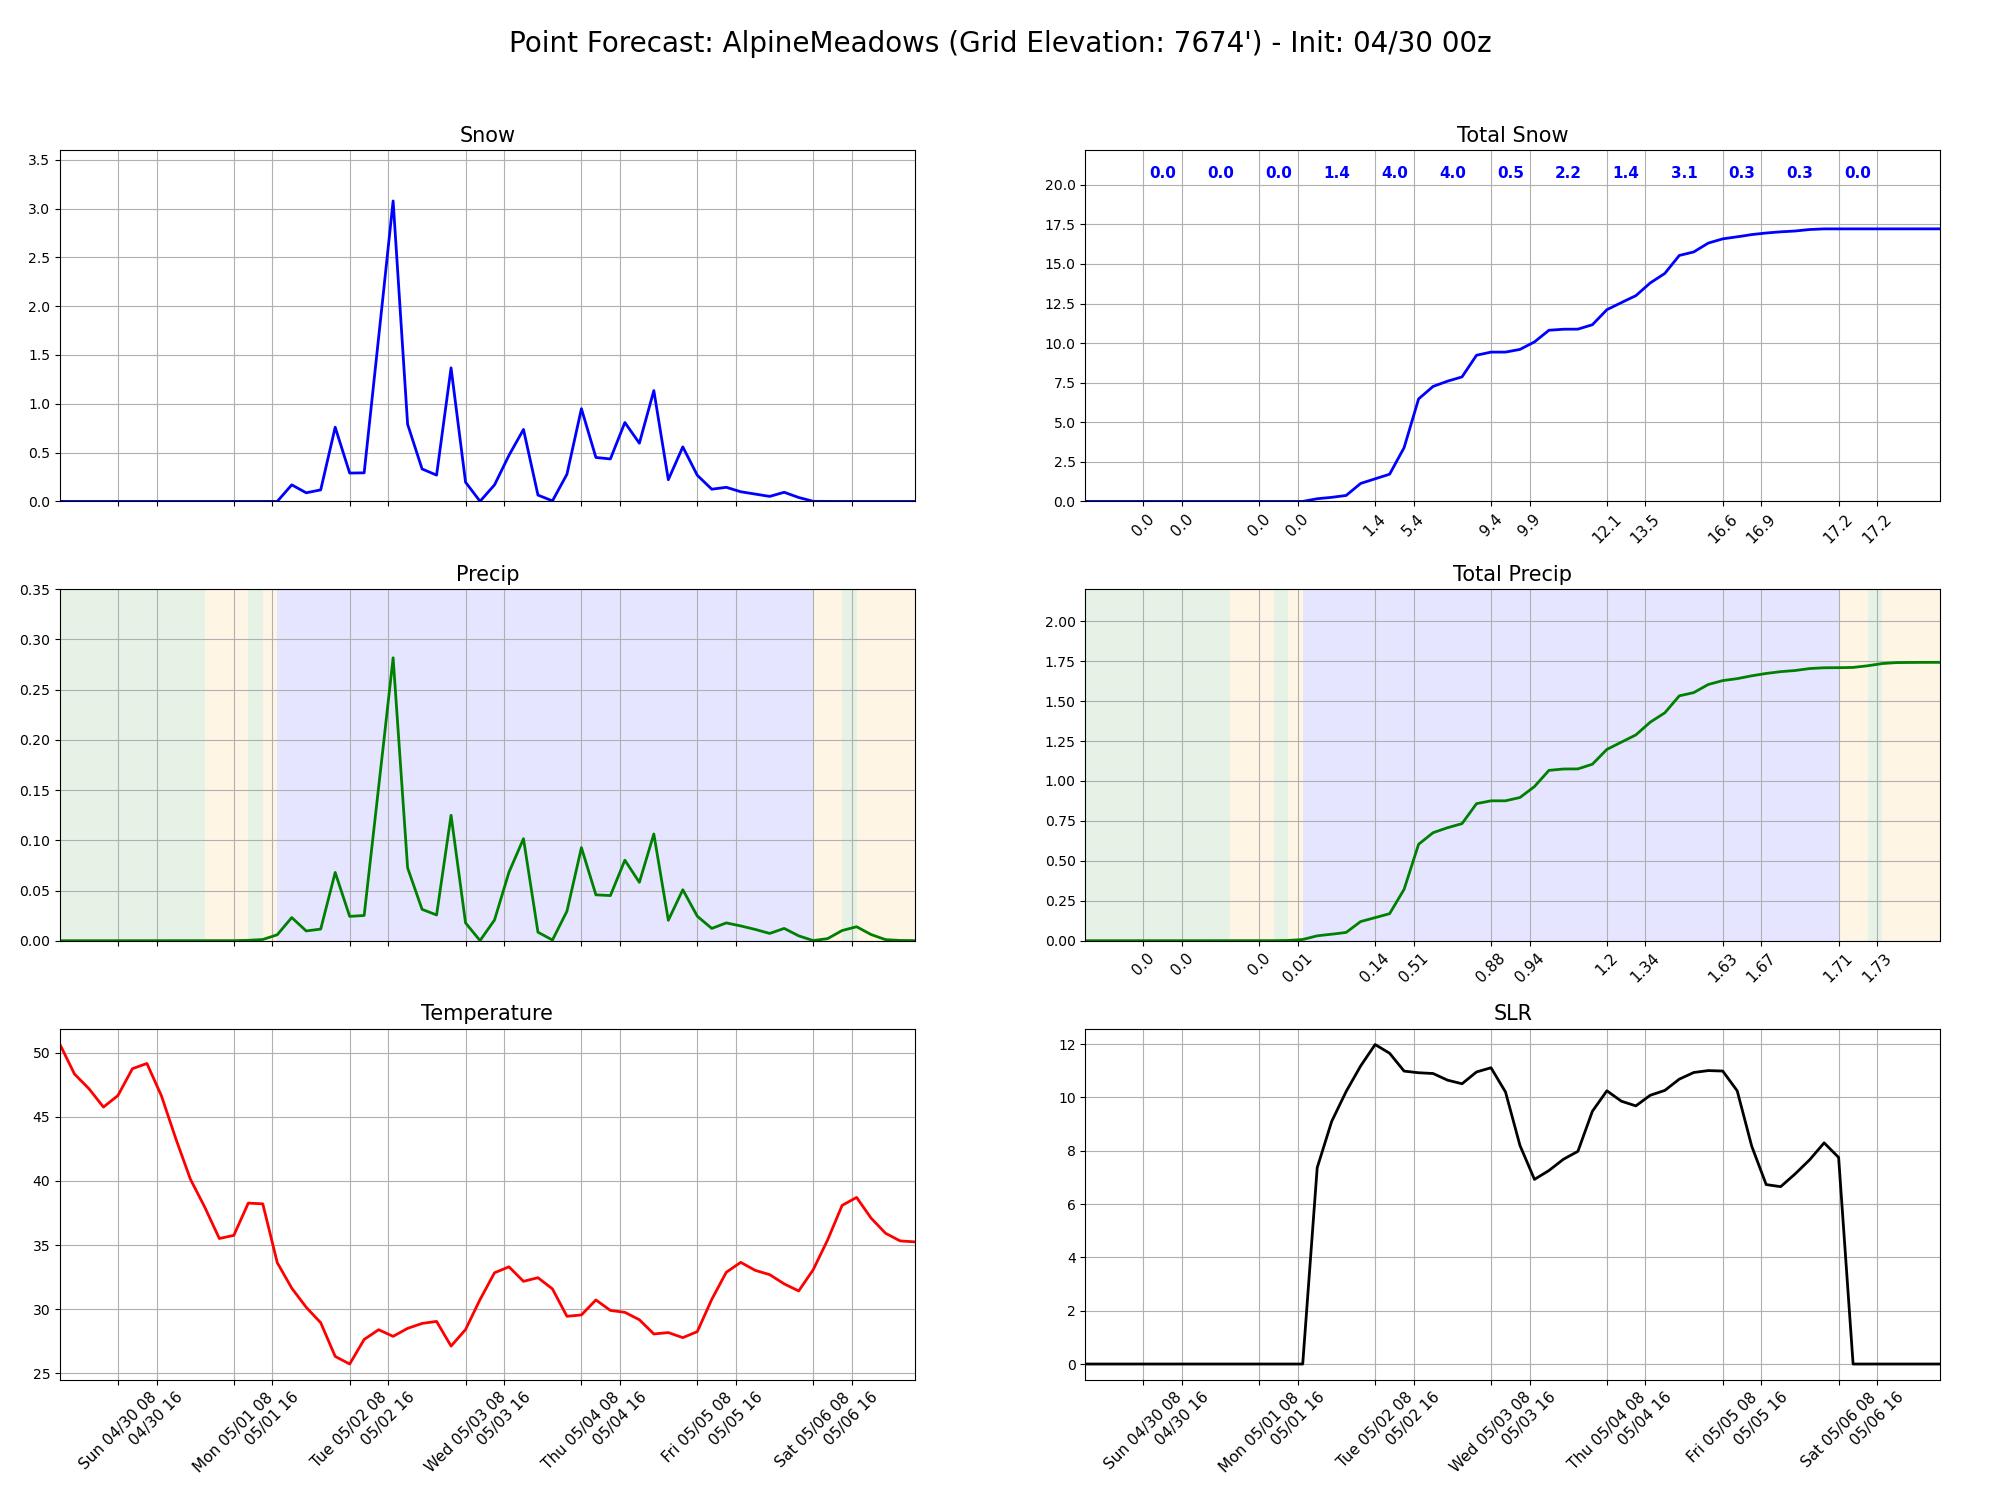 Point Forecast: AlpineMeadows (Grid Elevation: 7674') - Init: 04/30 00z
Snow
3.5
3.0
2.5
2.0
1.5
1.0
0.5
0.0
Total Snow
0.0 0.0 0.0 1.4 4.0 4.0 0.5 2.2 1.4 3.1 0.3 0.3 0.0
20.0
17.5
15.0
12.5
10.0
7.5
5.0
2.5
0.0
0.0 0.0 0.0 0.0 1.4 5.4 9.4 9.9 12.1 13.5 16.6 16.9 17.2 17.2
Precip
0.35
0.30
0.25
0.20
0.15
0.10
0.05
0.00
Total Precip
2.00
1.75
1.50
1.25
1.00
0.75
0.50
0.25
0.00
0.0 0.0 0.0 0.01 0.14 0.51 0.88 0.94 1.2 1.34 1.63 1.67 1.71 1.73
Temperature
50
45
40
35
30
25
Sun 04/30 08
04/30 16
Mon 05/01 08
05/01 16
Tue 05/02 08
05/02 16
Wed 05/03 08
05/03 16
Thu 05/04 08
05/04 16
Fri 05/05 08
05/05 16
Sat 05/06 08
05/06 16
SLR
12
10
8
6
4
2
0
Sun 04/30 08
04/30 16
Mon 05/01 08
05/01 16
Tue 05/02 08
05/02 16
Wed 05/03 08
05/03 16
Thu 05/04 08
05/04 16
Fri 05/05 08
05/05 16
Sat 05/06 08
05/06 16